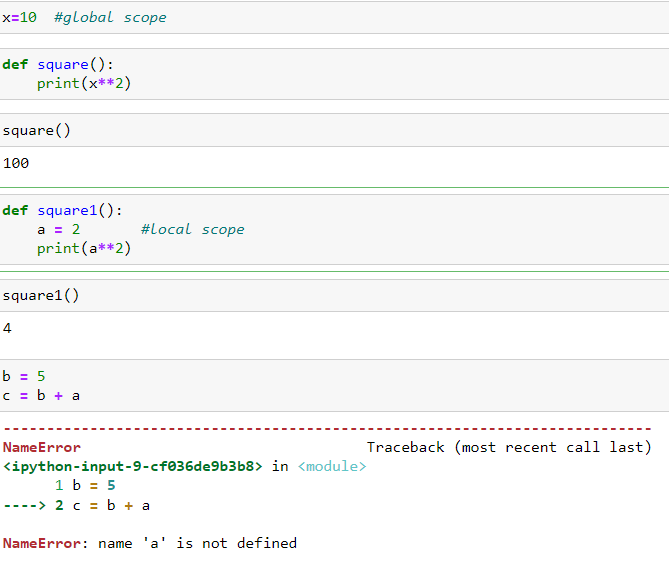 x=10  #global scope
def square():
    print(x**2)
square()
100
def square1():
    a = 2       #local scope
    print(a**2)
square1()
4
b = 5
c = b + a
---------------------------------------------------------------------------
NameError                                 Traceback (most recent call last)
<ipython-input-9-cf036de9b3b8> in <module>
      1 b = 5
----> 2 c = b + a
NameError: name 'a' is not defined